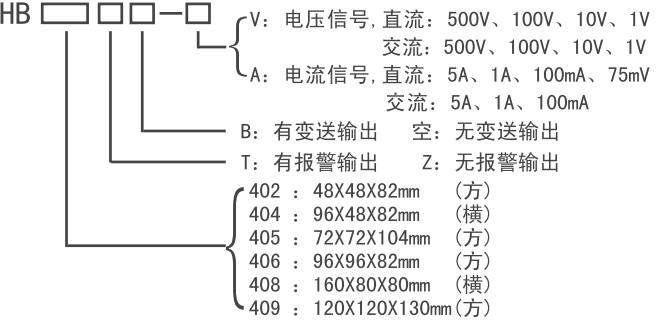 HB □ □ □－□
V：电压信号,直流：500V、100V、10V、1V
交流：500V、100V、10V、1V
A：电流信号,直流：5A、1A、100mA、75mV
交流：5A、1A、100mA
B：有变送输出 空：无变送输出
T：有报警输出 Z：无报警输出
402：48X48X82mm (方)
404：96X48X82mm (横)
405：72X72X104mm (方)
406：96X96X82mm (方)
408：160X80X80mm (横)
409：120X120X130mm(方)